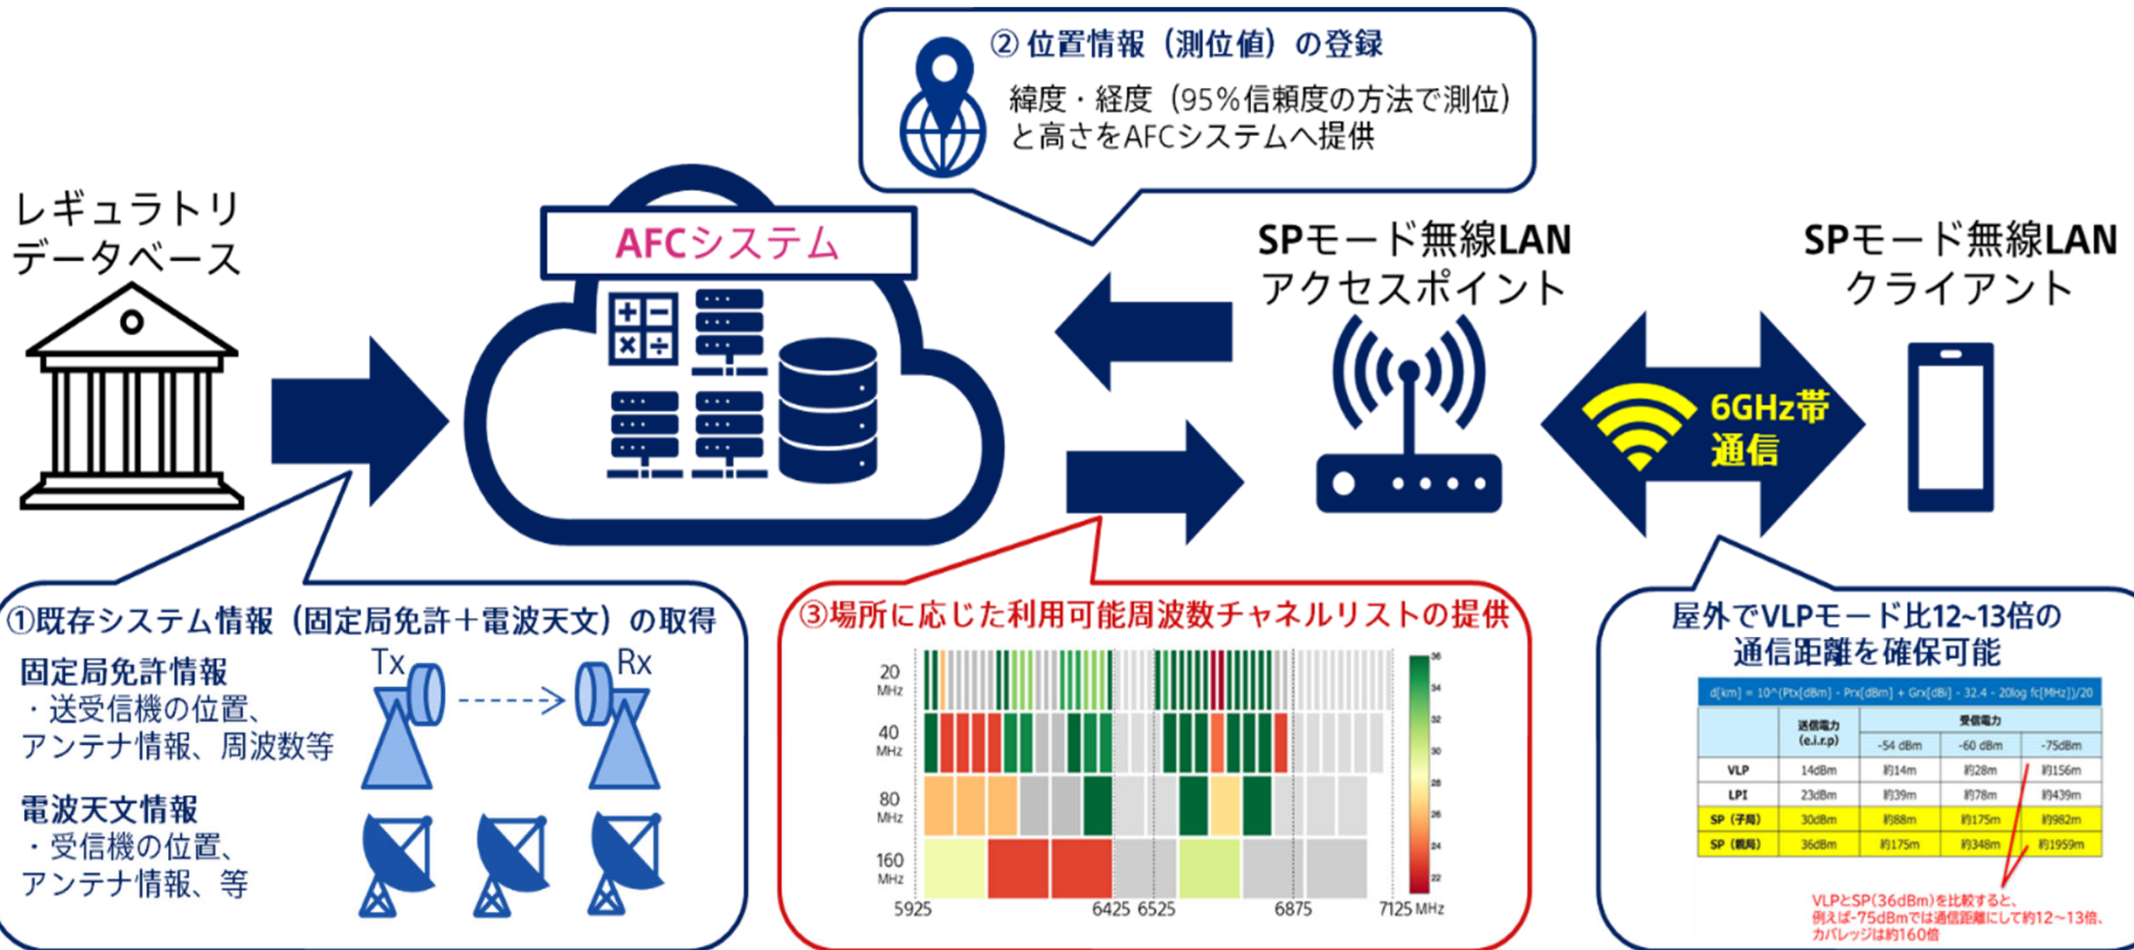 ② 位置情報（測位値）の登録
緯度・経度（95%信頼度の方法で測位）
と高さをAFCシステムへ提供
レギュラトリ
データベース
AFCシステム
SPモード無線LAN
アクセスポイント
SPモード無線LAN
クライアント
6GHz帯
通信
①既存システム情報（固定局免許＋電波天文）の取得
固定局免許情報
・送受信機の位置、
アンテナ情報、周波数等
Tx
Rx
電波天文情報
・受信機の位置、
アンテナ情報、等
③場所に応じた利用可能周波数チャネルリストの提供
20
MHz
40
MHz
80
MHz
160
MHz
5925
6425
6525
6875
7125 MHz
36
34
32
30
28
26
24
22
屋外でVLPモード比12~13倍の
通信距離を確保可能
d[km] = 10^(Ptx[dBm] - Prx[dBm] + Grx[dBi] - 32.4 - 20log fc[MHz])/20
送信電力
(e.i.r.p)
受信電力
-54 dBm -60 dBm -75dBm
VLP 14dBm 約14m 約28m 約156m
LPI 23dBm 約39m 約78m 約439m
SP（子局） 30dBm 約88m 約175m 約982m
SP（親局） 36dBm 約175m 約348m 約1959m
VLPとSP(36dBm)を比較すると、
例えば-75dBmでは通信距離にして約12～13倍、
カバレッジは約160倍